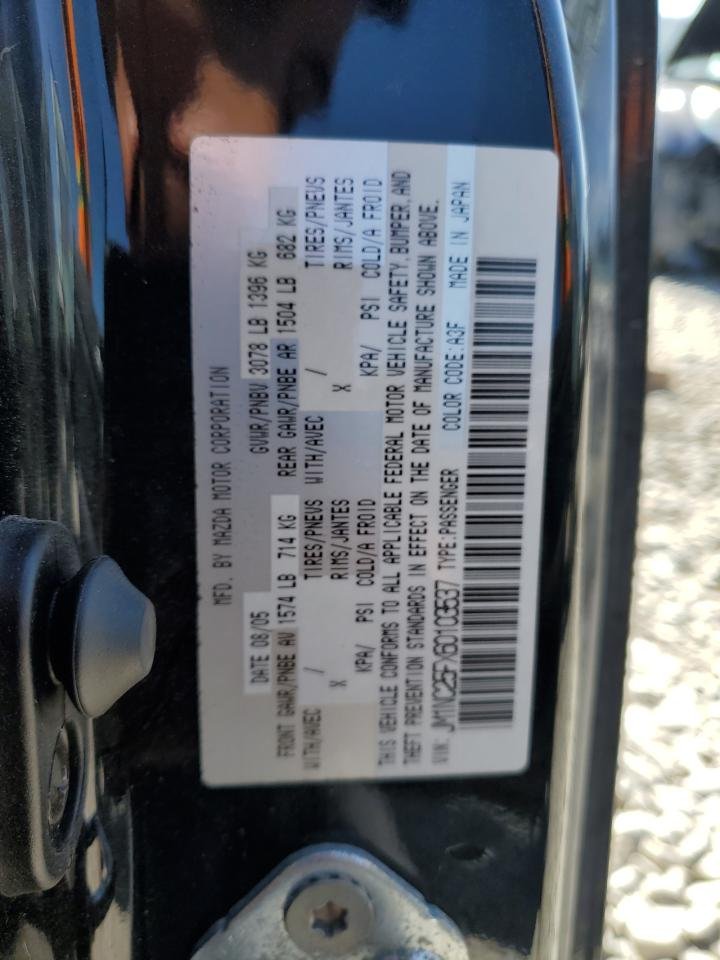 MFD. BY MAZDA MOTOR CORPORATION
DATE 08/05 GVWR/PNBV 3078 LB 1396 KG
FRONT GAWR/PNBE AV 1574 LB 714 KG REAR GAWR/PNBE AR 1504 LB 682 KG
WITH/AVEC / TIRES/PNEVS WITH/AVEC / TIRES/PNEVS
X RIMS/JANTES X RIMS/JANTES
KPA/ PSI COLD/A FROID KPA/ PSI COLD/A FROID
THIS VEHICLE CONFORMS TO ALL APPLICABLE FEDERAL MOTOR VEHICLE SAFETY, BUMPER, AND
THEFT PREVENTION STANDARDS IN EFFECT ON THE DATE OF MANUFACTURE SHOWN ABOVE.
VIN: TYPE:PASSENGER COLOR CODE:A3F MADE IN JAPAN